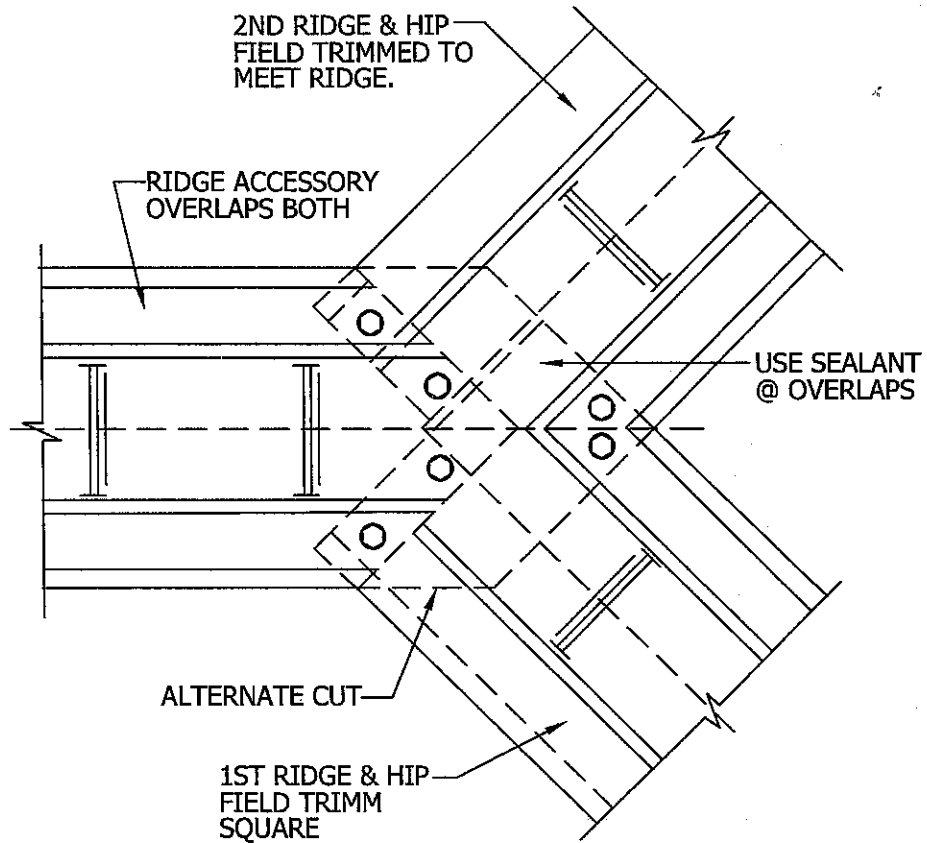 2ND RIDGE & HIP
FIELD TRIMMED TO
MEET RIDGE.
RIDGE ACCESSORY
OVERLAPS BOTH
USE SEALANT
@ OVERLAPS
ALTERNATE CUT
1ST RIDGE & HIP
FIELD TRIMM
SQUARE